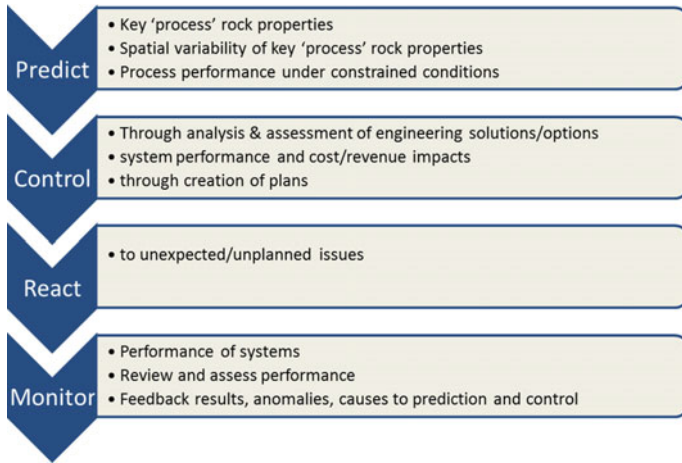 Predict
• Key ‘process’ rock properties
• Spatial variability of key ‘process’ rock properties
• Process performance under constrained conditions
Control
• Through analysis & assessment of engineering solutions/options
• system performance and cost/revenue impacts
• through creation of plans
React
• to unexpected/unplanned issues
Monitor
• Performance of systems
• Review and assess performance
• Feedback results, anomalies, causes to prediction and control